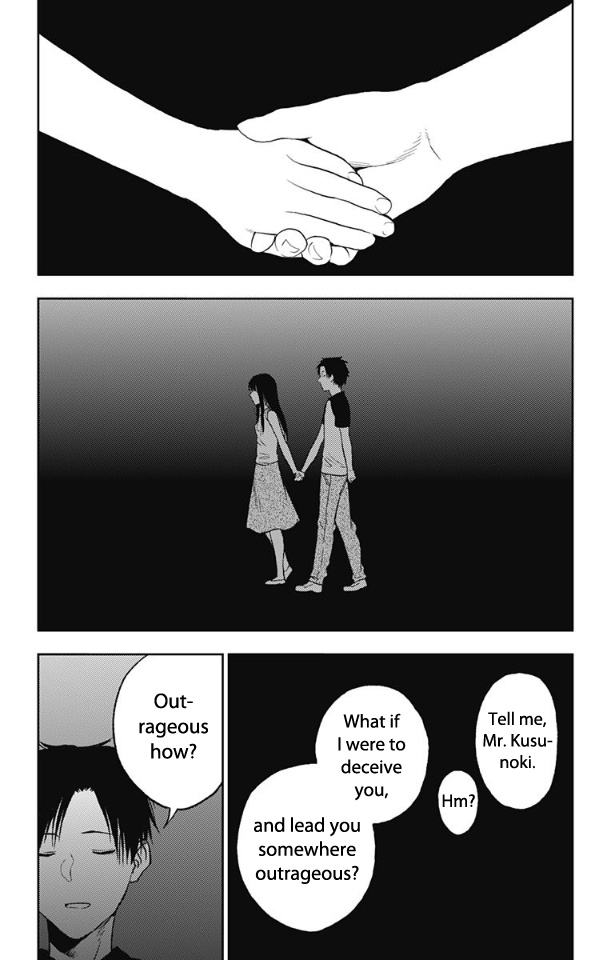 Tell me,
Mr. Kusu-
noki.
Hm?
What if
I were to
deceive
you,
and lead you
somewhere
outrageous?
Out-
rageous
how?